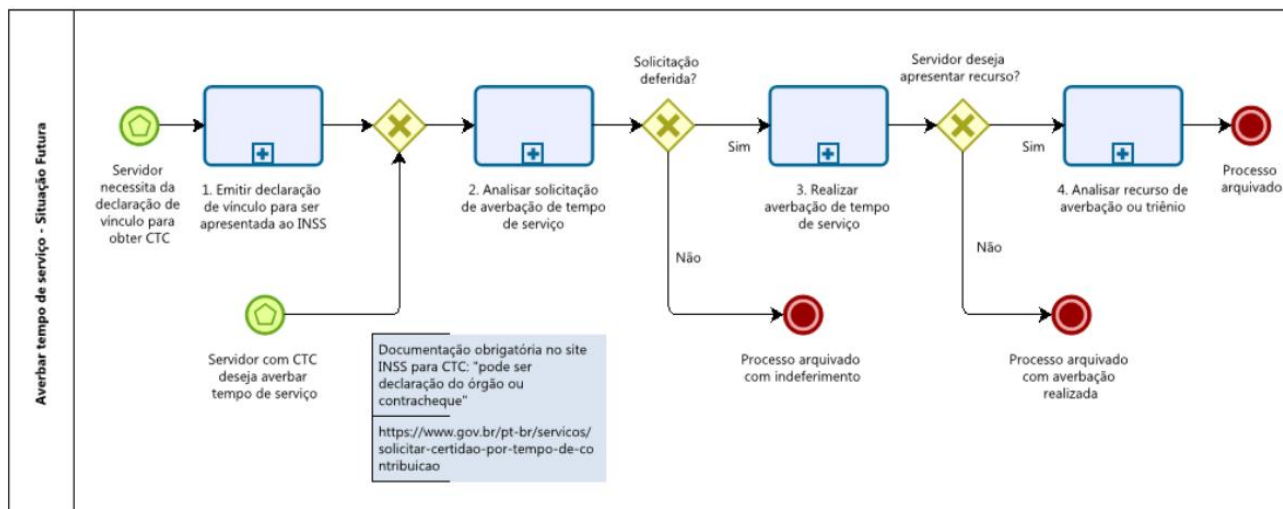 Averbar tempo de serviço - Situação Futura
Servidor
necessita da
declaração de
vínculo para
obter CTC
1. Emitir declaração
de vínculo para ser
apresentada ao INSS
Servidor com CTC
deseja averbar
tempo de serviço
2. Analisar solicitação
de averbação de tempo
de serviço
Solicitação
deferida?
Sim
Não
3. Realizar
averbação de tempo
de serviço
Processo arquivado
com indeferimento
Servidor deseja
apresentar recurso?
Sim
Não
4. Analisar recurso de
averbação ou triênio
Processo
arquivado
Processo arquivado
com averbação
realizada
Documentação obrigatória no site
INSS para CTC: "pode ser
declaração do órgão ou
contracheque"
https://www.gov.br/pt-br/servicos/
solicitar-certidao-por-tempo-de-co
ntribuicao